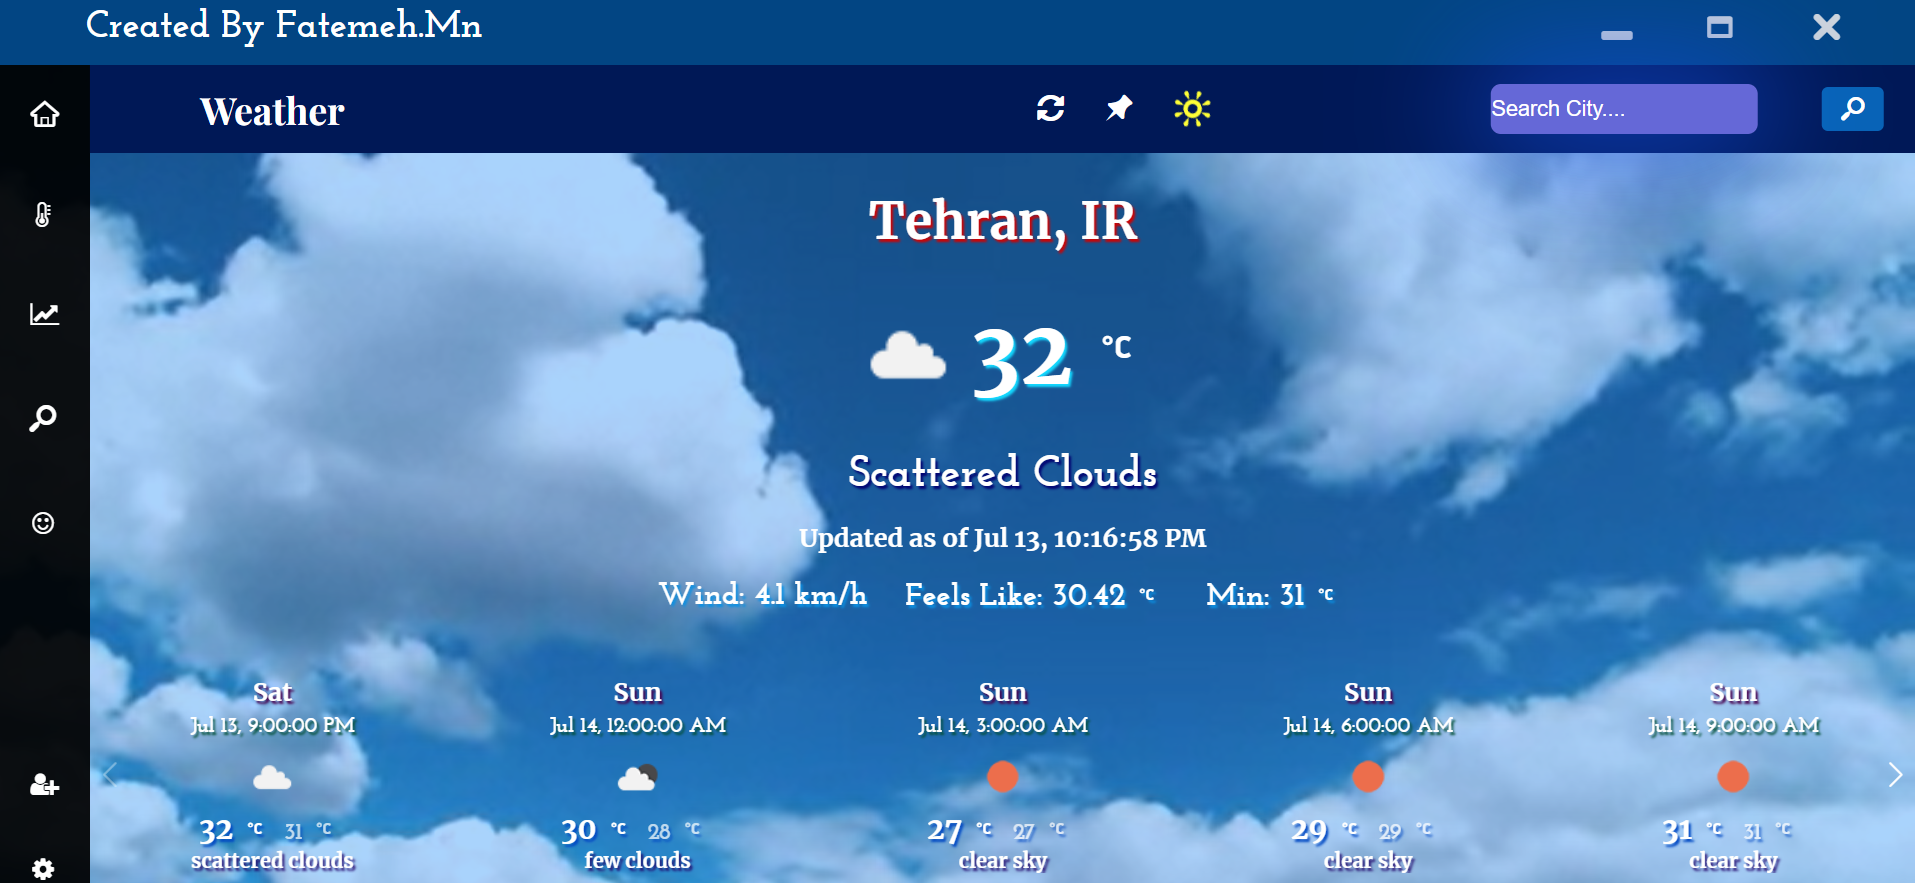 Created By Fatemeh.Mn
Weather
Search City....
Tehran, IR
32 °C
Scattered Clouds
Updated as of Jul 13, 10:16:58 PM
Wind: 4.1 km/h Feels Like: 30.42 °C Min: 31 °C
Sat Sun Sun Sun Sun
Jul 13, 9:00:00 PM Jul 14, 12:00:00 AM Jul 14, 3:00:00 AM Jul 14, 6:00:00 AM Jul 14, 9:00:00 AM
32 °C 31 °C 30 °C 28 °C 27 °C 27 °C 29 °C 29 °C 31 °C 31 °C
scattered clouds few clouds clear sky clear sky clear sky